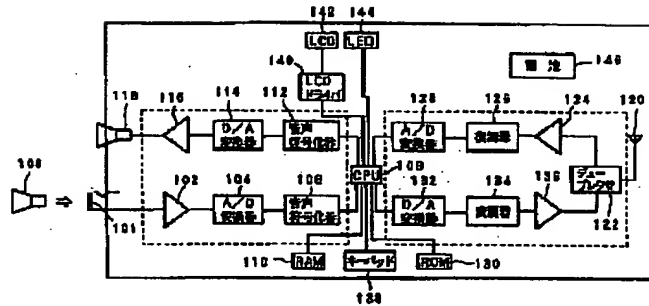 142 144
LCD LED
140
LCD
ドライバ
電池 146
118 116 114 112 128 126 124 120
D/A
変換器
音声
符号化器
A/D
変換器
復調器
CPU 108
108
102 104 106
A/D
変換器
音声
符号化器
132 134 136
D/A
変換器
変調器
デュー
プレクサ
122
101
110 RAM
キーパッド
138
ROM 130